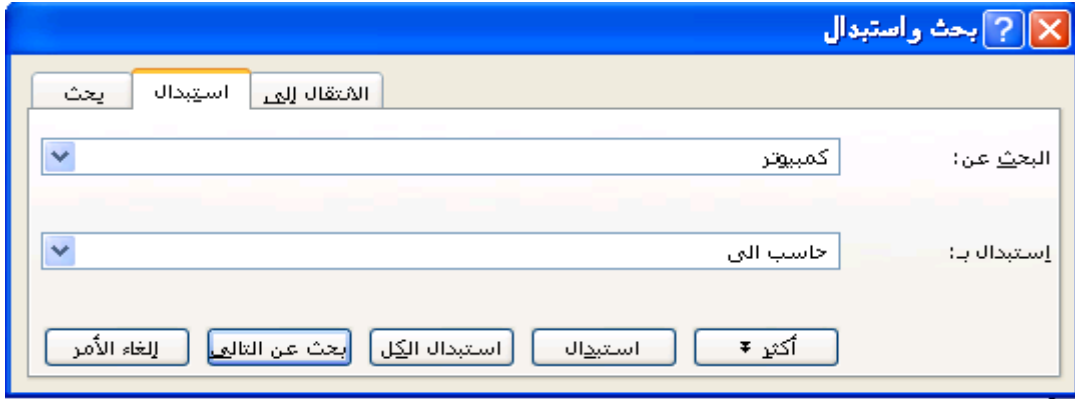 بحث واستبدال
بحث استبدال الانتقال إلى
البحث عن: كمبيوتر
إستبدال بـ: حاسب الى
أكثر استبدال استبدال الكل بحث عن التالي إلغاء الأمر